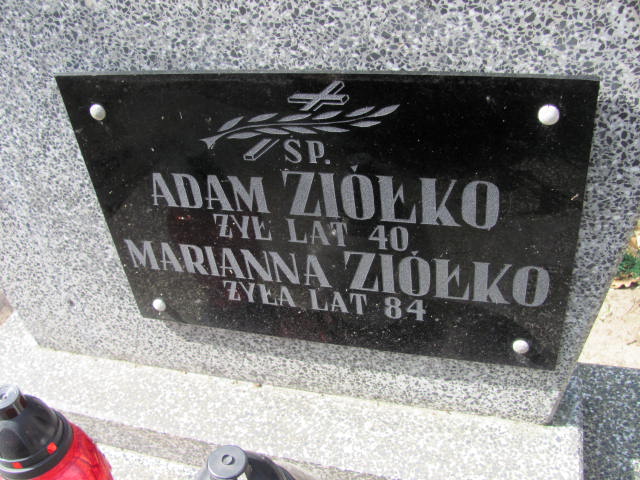 ŚP.
ADAM ZIÓŁKO
ŻYŁ LAT 40
MARIANNA ZIÓŁKO
ŻYŁA LAT 84